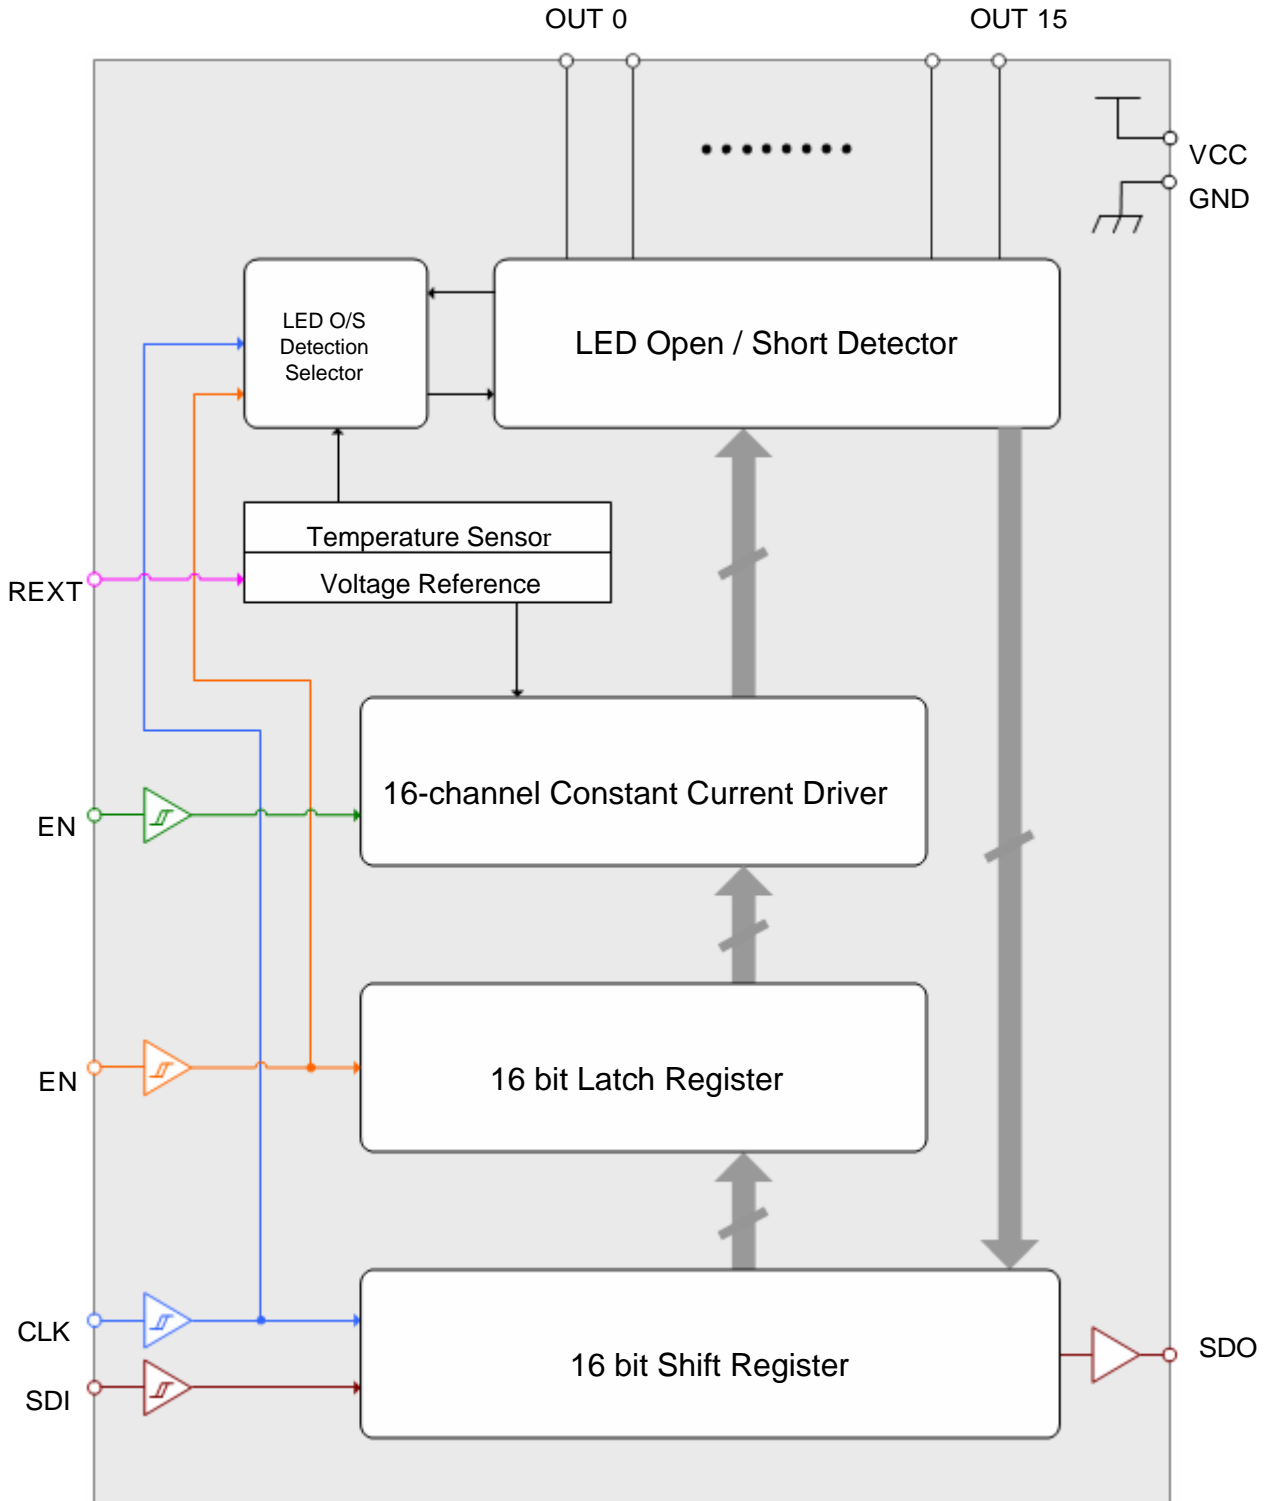 OUT 0
OUT 15
VCC
GND
LED O/S
Detection
Selector
LED Open / Short Detector
Temperature Sensor
Voltage Reference
REXT
16-channel Constant Current Driver
EN
16 bit Latch Register
EN
CLK
16 bit Shift Register
SDO
SDI